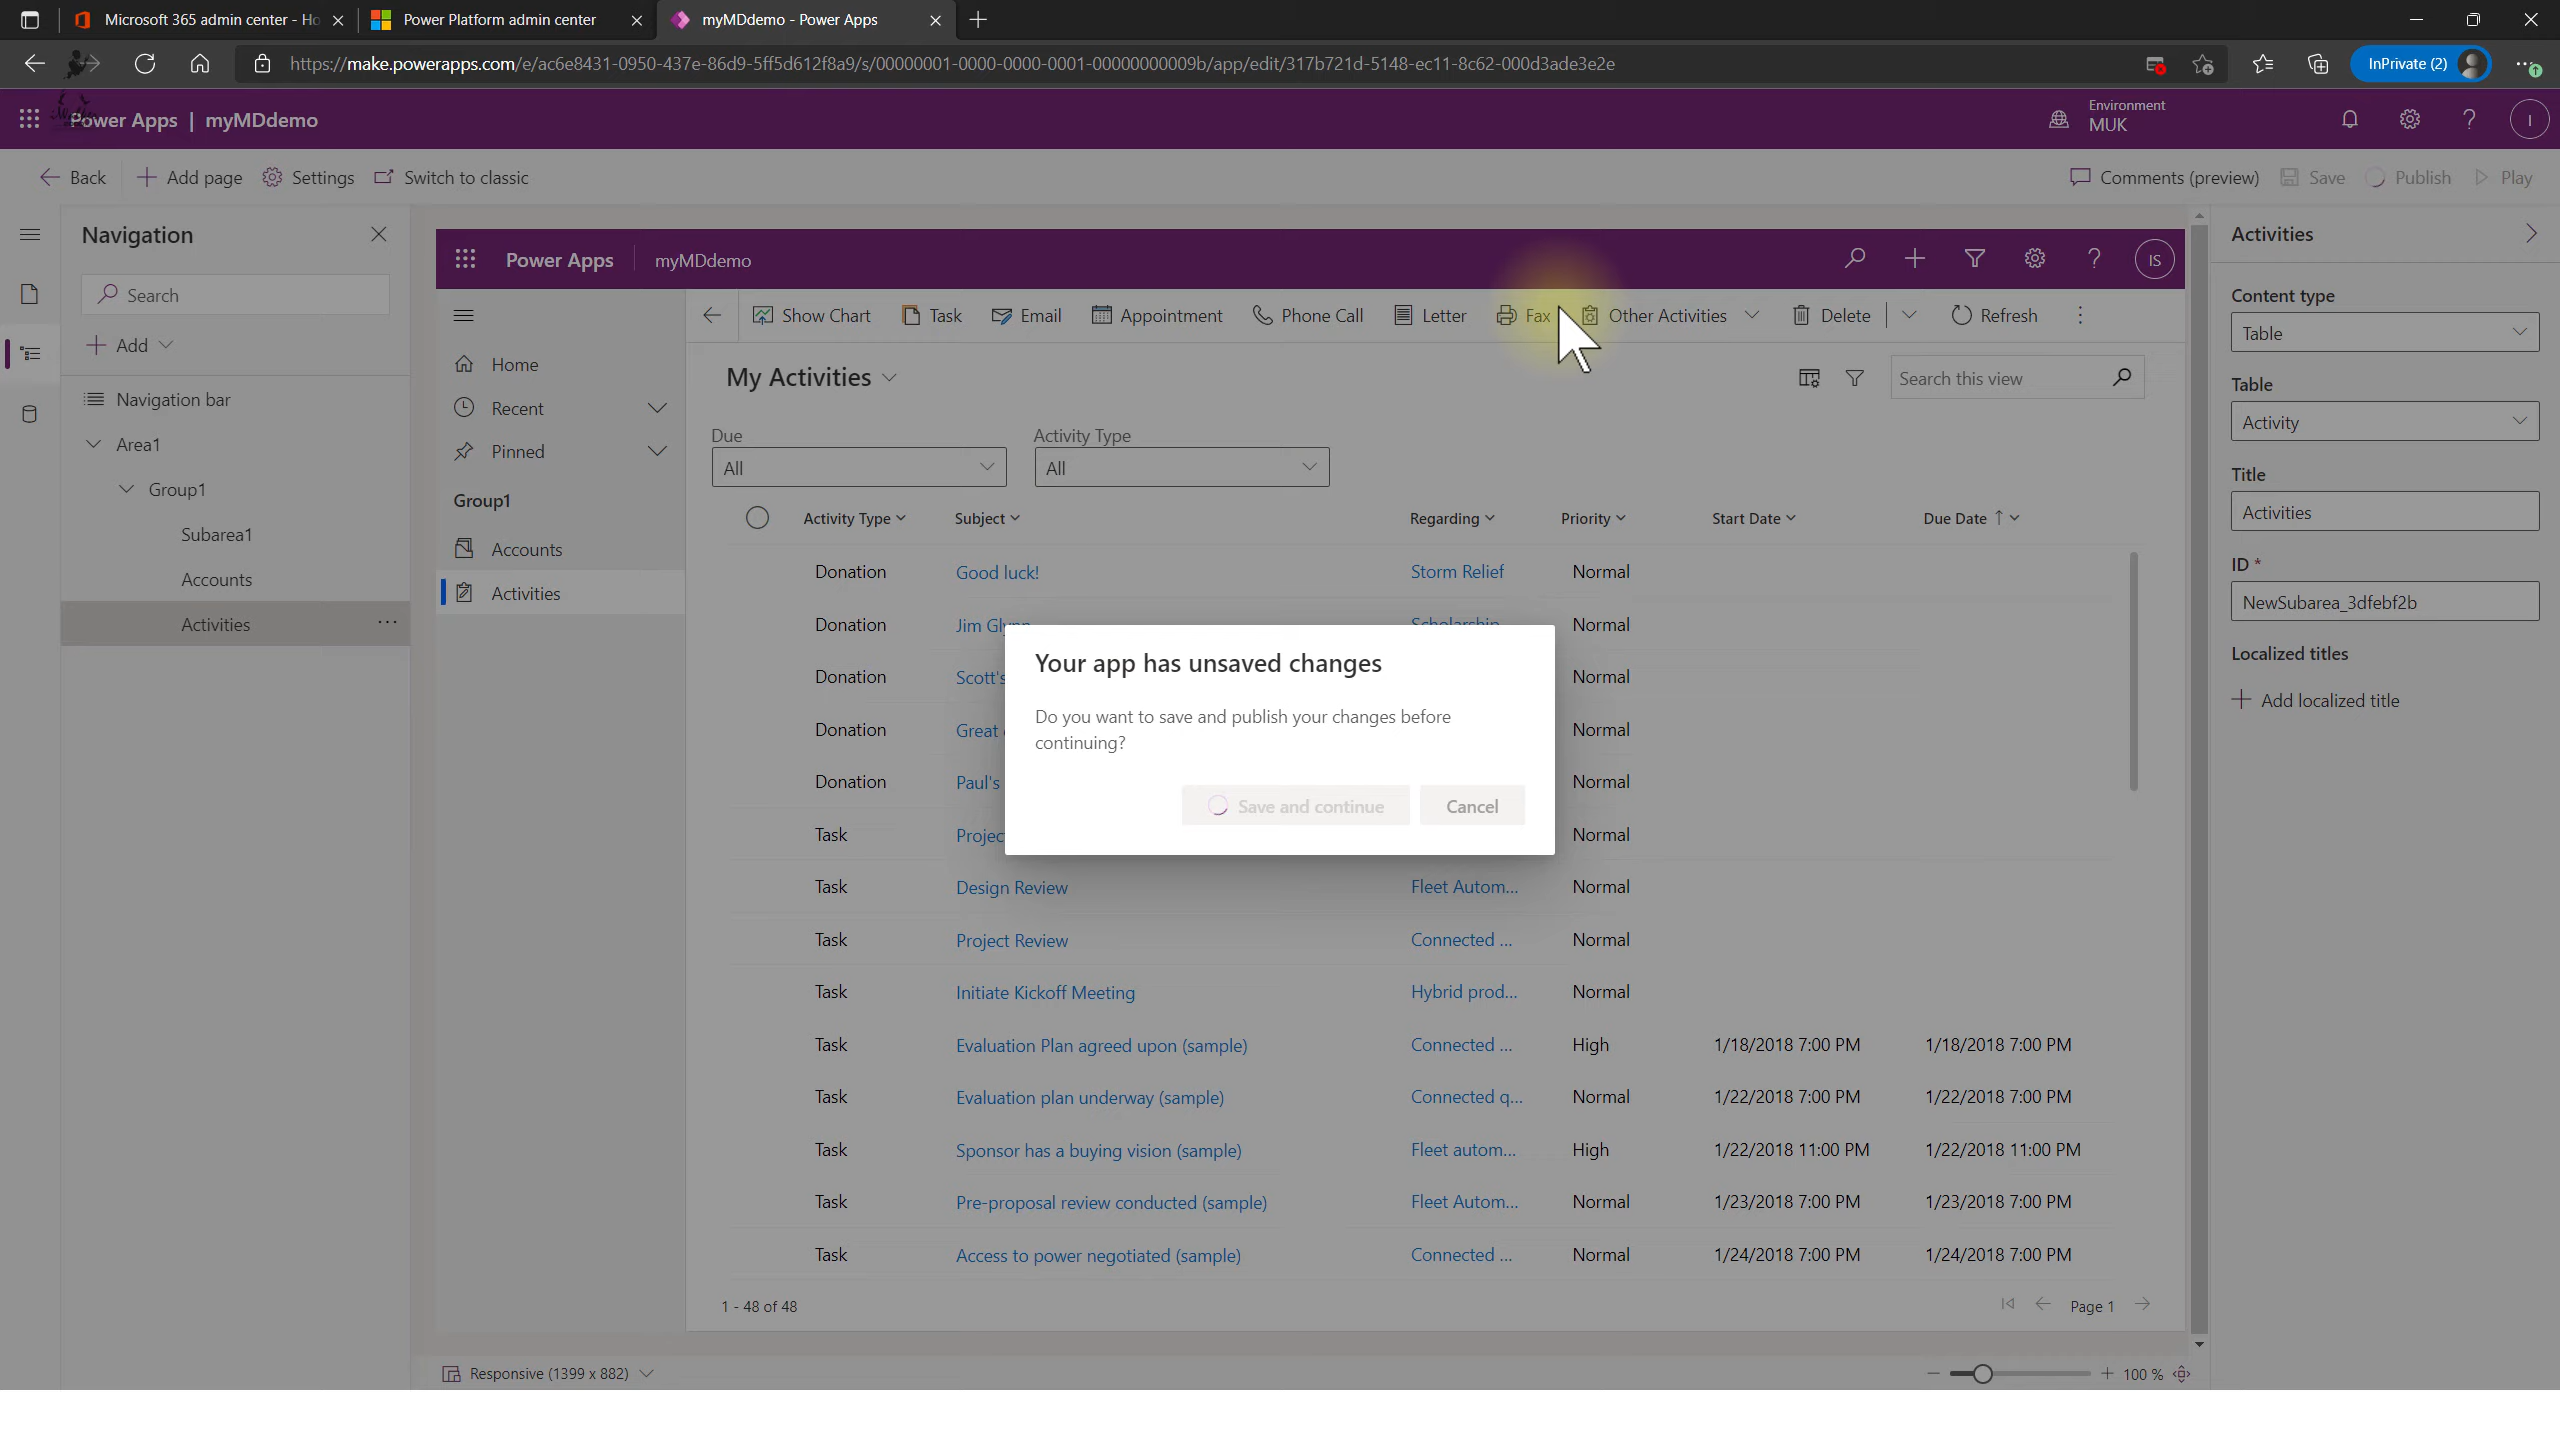 Microsoft 365 admin center - Ho
Power Platform admin center
myMDdemo - Power Apps
https://make.powerapps.com/e/ac6e8431-0950-437e-86d9-5ff5d612f8a9/s/00000001-0000-0000-0001-00000000009b/app/edit/317b721d-5148-ec11-8c62-000d3ade3e2e
InPrivate (2)
Power Apps | myMDdemo
Environment
MUK
I
Back
Add page
Settings
Switch to classic
Comments (preview)
Save
Publish
Play
Navigation
Search
Add
Navigation bar
Area1
Group1
Subarea1
Accounts
Activities
Power Apps
myMDdemo
IS
Show Chart
Task
Email
Appointment
Phone Call
Letter
Fax
Other Activities
Delete
Refresh
Home
Recent
Pinned
Group1
Accounts
Activities
My Activities
Search this view
Due
All
Activity Type
All
Activity Type Subject Regarding Priority Start Date Due Date
Donation Good luck! Storm Relief Normal
Donation Jim Glynn Scholarship Normal
Donation Scott's Normal
Donation Great Normal
Donation Paul's Normal
Task Projec Normal
Task Design Review Fleet Autom... Normal
Task Project Review Connected ... Normal
Task Initiate Kickoff Meeting Hybrid prod... Normal
Task Evaluation Plan agreed upon (sample) Connected ... High 1/18/2018 7:00 PM 1/18/2018 7:00 PM
Task Evaluation plan underway (sample) Connected q... Normal 1/22/2018 7:00 PM 1/22/2018 7:00 PM
Task Sponsor has a buying vision (sample) Fleet autom... High 1/22/2018 11:00 PM 1/22/2018 11:00 PM
Task Pre-proposal review conducted (sample) Fleet Autom... Normal 1/23/2018 7:00 PM 1/23/2018 7:00 PM
Task Access to power negotiated (sample) Connected ... Normal 1/24/2018 7:00 PM 1/24/2018 7:00 PM
1 - 48 of 48
Page 1
Responsive (1399 x 882)
100 %
Your app has unsaved changes
Do you want to save and publish your changes before
continuing?
Save and continue
Cancel
Activities
Content type
Table
Table
Activity
Title
Activities
ID *
NewSubarea_3dfebf2b
Localized titles
Add localized title